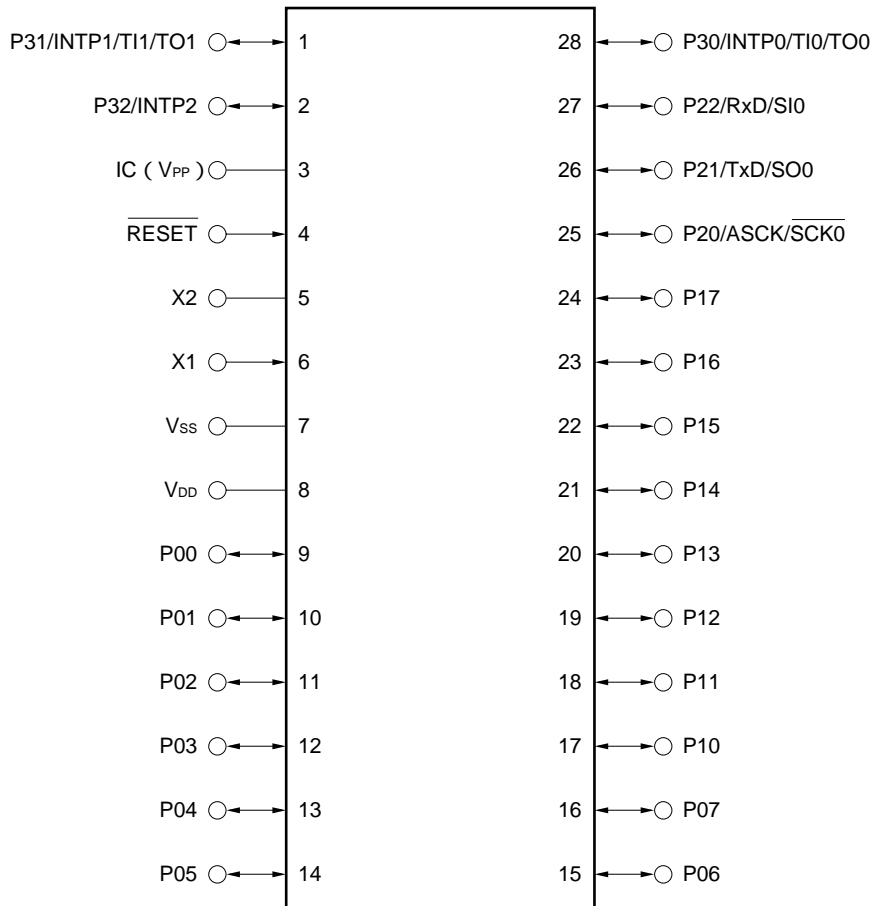 P31/INTP1/TI1/TO1 1 28 P30/INTP0/TI0/TO0
P32/INTP2 2 27 P22/RxD/SI0
IC ( VPP ) 3 26 P21/TxD/SO0
RESET 4 25 P20/ASCK/SCK0
X2 5 24 P17
X1 6 23 P16
VSS 7 22 P15
VDD 8 21 P14
P00 9 20 P13
P01 10 19 P12
P02 11 18 P11
P03 12 17 P10
P04 13 16 P07
P05 14 15 P06